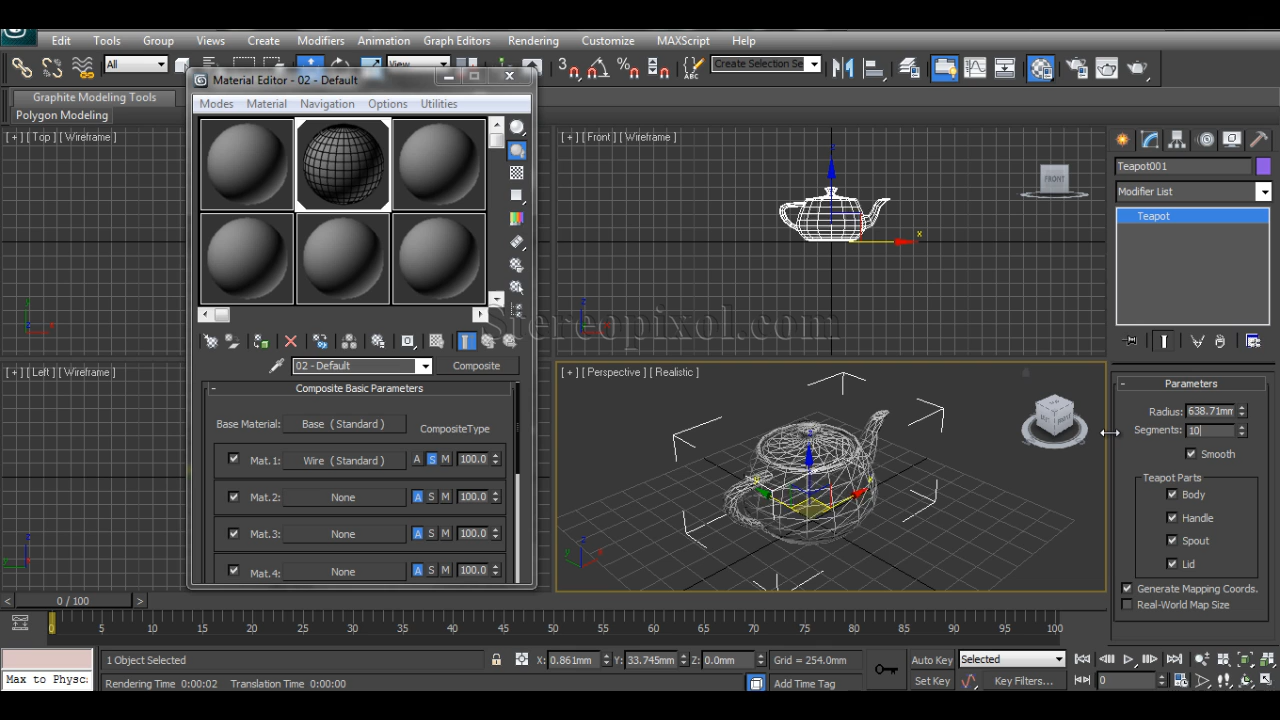 Edit Tools Group Views Create Modifiers Animation Graph Editors Rendering Customize MAXScript Help
All
View
3
Create Selection Se
ABC
Material Editor - 02 - Default
Graphite Modeling Tools
Polygon Modeling
Modes Material Navigation Options Utilities
[ + ] [ Top ] [ Wireframe ]
[ + ] [ Front ] [ Wireframe ]
FRONT
Teapot001
Modifier List
Teapot
z
x
Stereopixol.com
02 - Default
Composite
[ + ] [ Left ] [ Wireframe ]
[ + ] [ Perspective ] [ Realistic ]
- Composite Basic Parameters
Base Material: Base ( Standard )
CompositeType
Mat. 1: Wire ( Standard ) A S M 100.0
Mat.2: None A S M 100.0
Mat.3: None A S M 100.0
Mat.4: None A S M 100.0
- Parameters
Radius: 638.71mm
Segments: 10
Smooth
Teapot Parts
Body
Handle
Spout
Lid
Generate Mapping Coords.
Real-World Map Size
< 0 / 100 >
0 5 10 15 20 25 30 35 40 45 50 55 60 65 70 75 80 85 90 95 100
1 Object Selected
X: 0.861mm Y: 33.745mm Z: 0.0mm Grid = 254.0mm
Auto Key Selected
Max to Physc
Rendering Time 0:00:02 Translation Time 0:00:00
Add Time Tag
Set Key Key Filters... 0